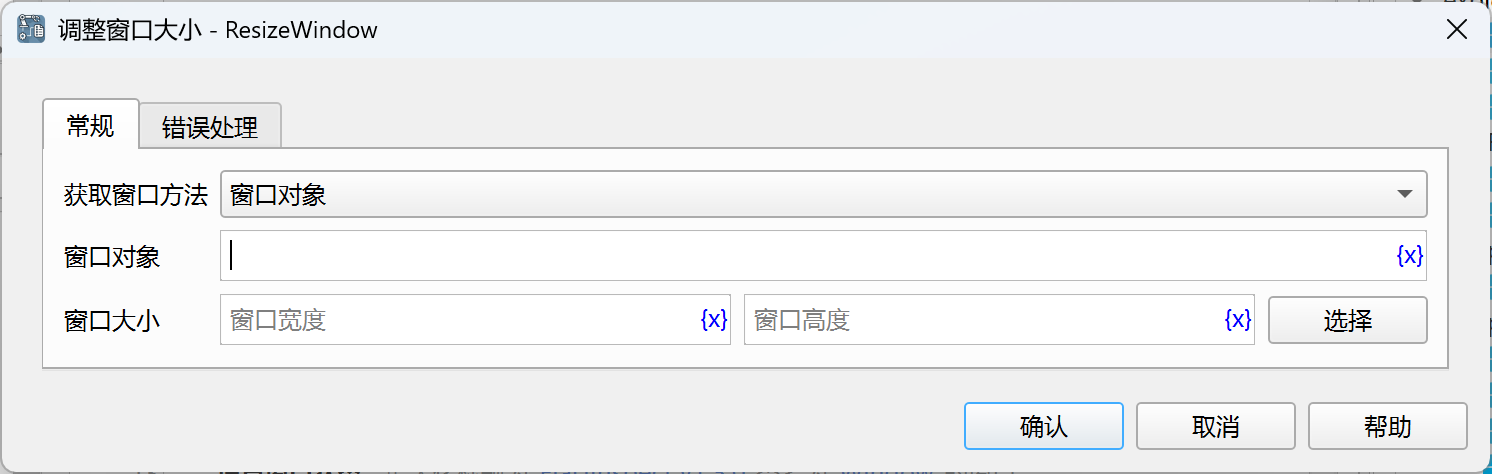 调整窗口大小 - ResizeWindow
常规 错误处理
获取窗口方法 窗口对象
窗口对象 {x}
窗口大小 窗口宽度 {x} 窗口高度 {x} 选择
确认 取消 帮助